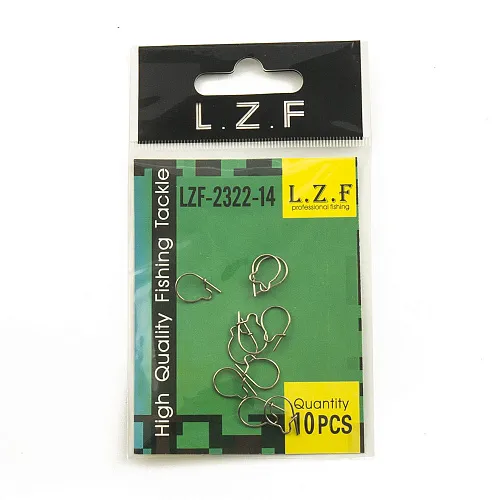 L.Z.F
LZF-2322-14
L.Z.F
professional fishing
High Quality Fishing Tackle
Quantity
10PCS